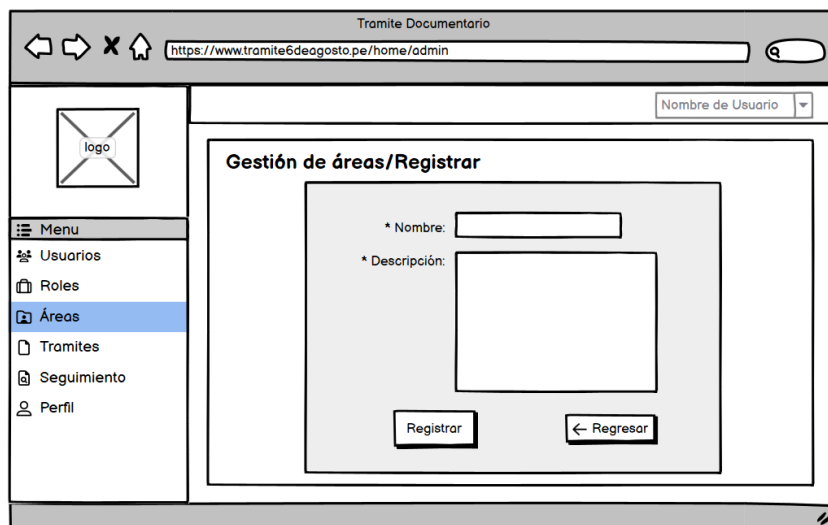 Tramite Documentario
https://www.tramite6deagosto.pe/home/admin
Nombre de Usuario
logo
Gestión de áreas/Registrar
Menu
Usuarios
Roles
Áreas
Tramites
Seguimiento
Perfil
* Nombre:
* Descripción:
Registrar
← Regresar